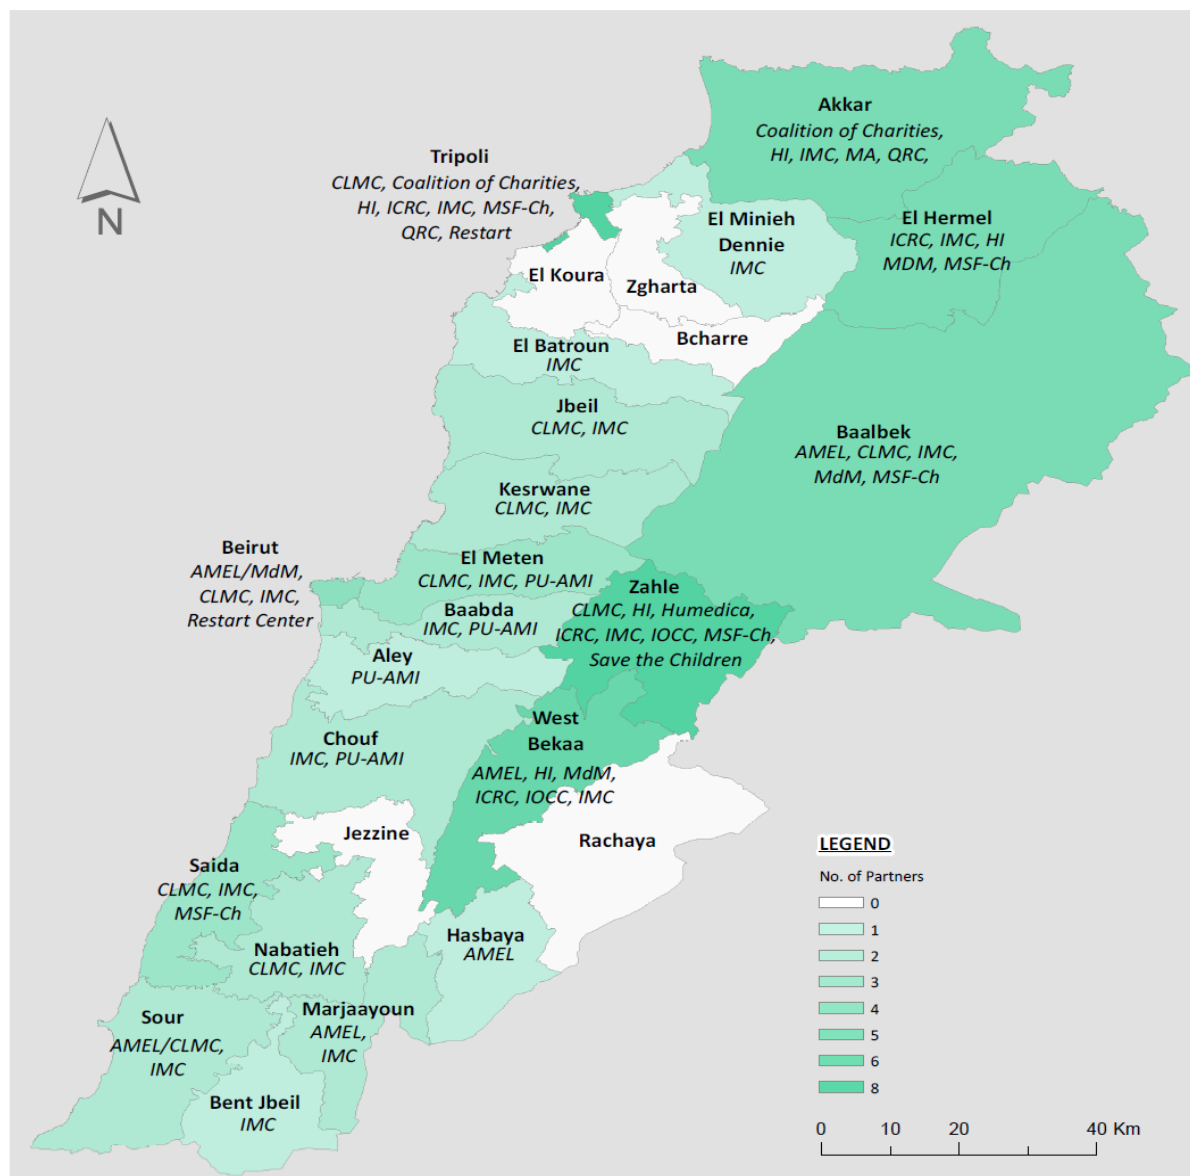 Akkar
Coalition of Charities,
HI, IMC, MA, QRC,
Tripoli
CLMC, Coalition of Charities,
HI, ICRC, IMC, MSF-Ch,
QRC, Restart
N
El Minieh
Dennie
IMC
El Hermel
ICRC, IMC, HI
MDM, MSF-Ch
El Koura
Zgharta
Bcharre
El Batroun
IMC
Jbeil
CLMC, IMC
Baalbek
AMEL, CLMC, IMC,
MdM, MSF-Ch
Kesrwane
CLMC, IMC
Beirut
AMEL/MdM,
CLMC, IMC,
Restart Center
El Meten
CLMC, IMC, PU-AMI
Baabda
IMC, PU-AMI
Zahle
CLMC, HI, Humedica,
ICRC, IMC, IOCC, MSF-Ch,
Save the Children
Aley
PU-AMI
Chouf
IMC, PU-AMI
West
Bekaa
AMEL, HI, MdM,
ICRC, IOCC, IMC
Jezzine
Rachaya
Saida
CLMC, IMC,
MSF-Ch
Nabatieh
CLMC, IMC
Hasbaya
AMEL
Marjaayoun
AMEL,
IMC
Sour
AMEL/CLMC,
IMC
Bent Jbeil
IMC
LEGEND
No. of Partners
0
1
2
3
4
5
6
8
0 10 20 40 Km